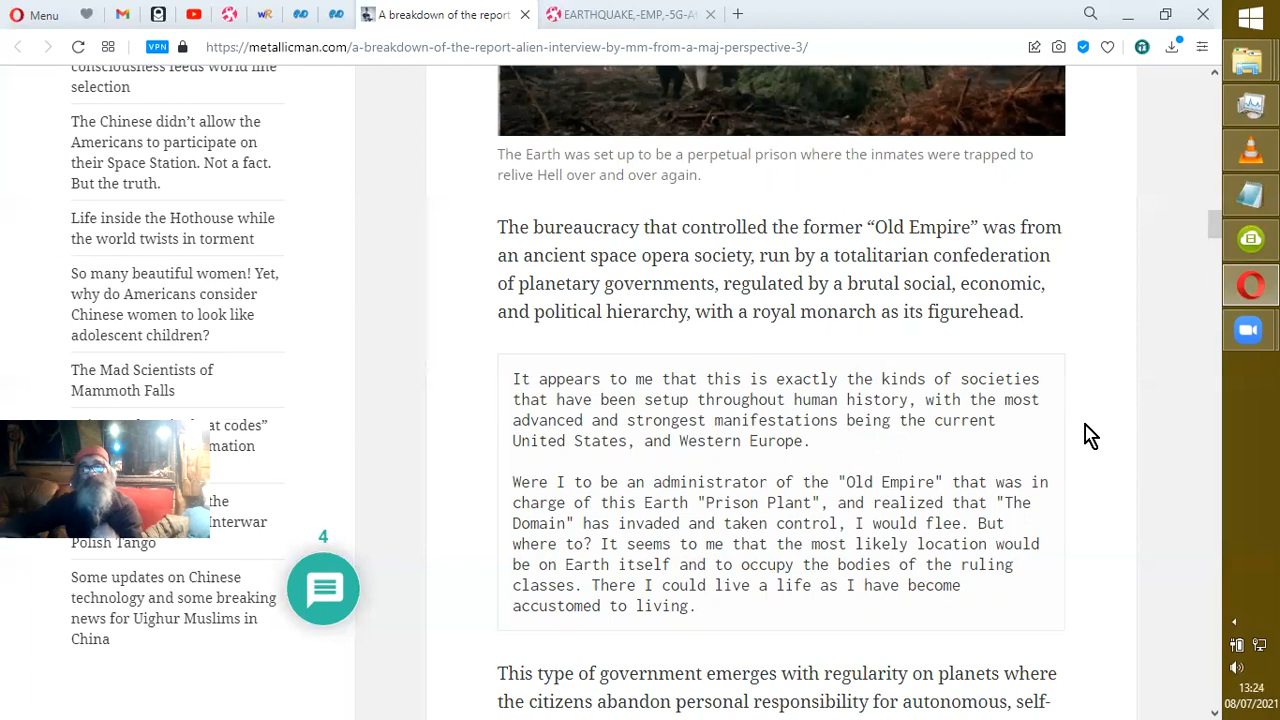 Menu
A breakdown of the report
EARTHQUAKE,-EMP,-5G-A
VPN
https://metallicman.com/a-breakdown-of-the-report-alien-interview-by-mm-from-a-maj-perspective-3/
consciousness feeds world line
selection
The Chinese didn’t allow the
Americans to participate on
their Space Station. Not a fact.
But the truth.
Life inside the Hothouse while
the world twists in torment
So many beautiful women! Yet,
why do Americans consider
Chinese women to look like
adolescent children?
The Mad Scientists of
Mammoth Falls
at codes”
mation
the
Interwar
Polish Tango
Some updates on Chinese
technology and some breaking
news for Uighur Muslims in
China
4
The Earth was set up to be a perpetual prison where the inmates were trapped to
relive Hell over and over again.
The bureaucracy that controlled the former “Old Empire” was from
an ancient space opera society, run by a totalitarian confederation
of planetary governments, regulated by a brutal social, economic,
and political hierarchy, with a royal monarch as its figurehead.
It appears to me that this is exactly the kinds of societies
that have been setup throughout human history, with the most
advanced and strongest manifestations being the current
United States, and Western Europe.
Were I to be an administrator of the "Old Empire" that was in
charge of this Earth "Prison Plant", and realized that "The
Domain" has invaded and taken control, I would flee. But
where to? It seems to me that the most likely location would
be on Earth itself and to occupy the bodies of the ruling
classes. There I could live a life as I have become
accustomed to living.
This type of government emerges with regularity on planets where
the citizens abandon personal responsibility for autonomous, self-
13:24
08/07/2021